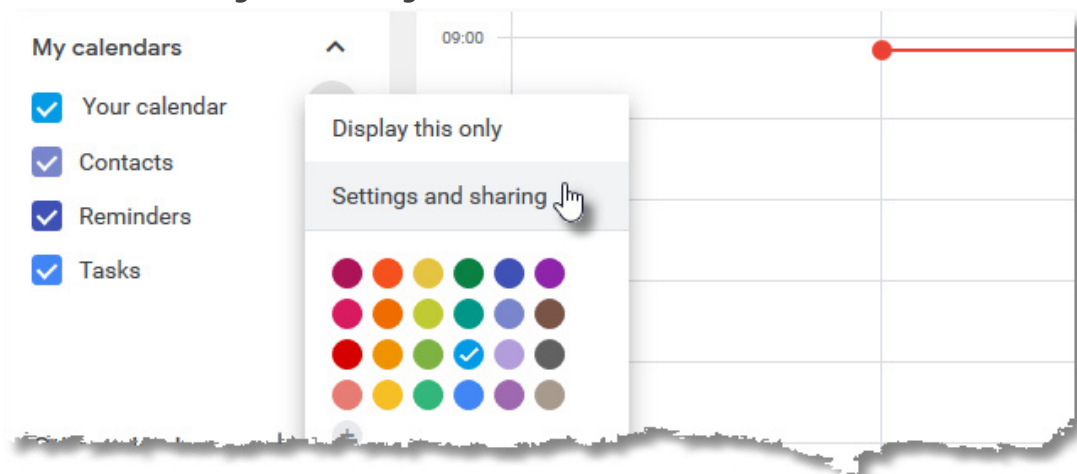 My calendars
Your calendar
Contacts
Reminders
Tasks
09:00
Display this only
Settings and sharing
+